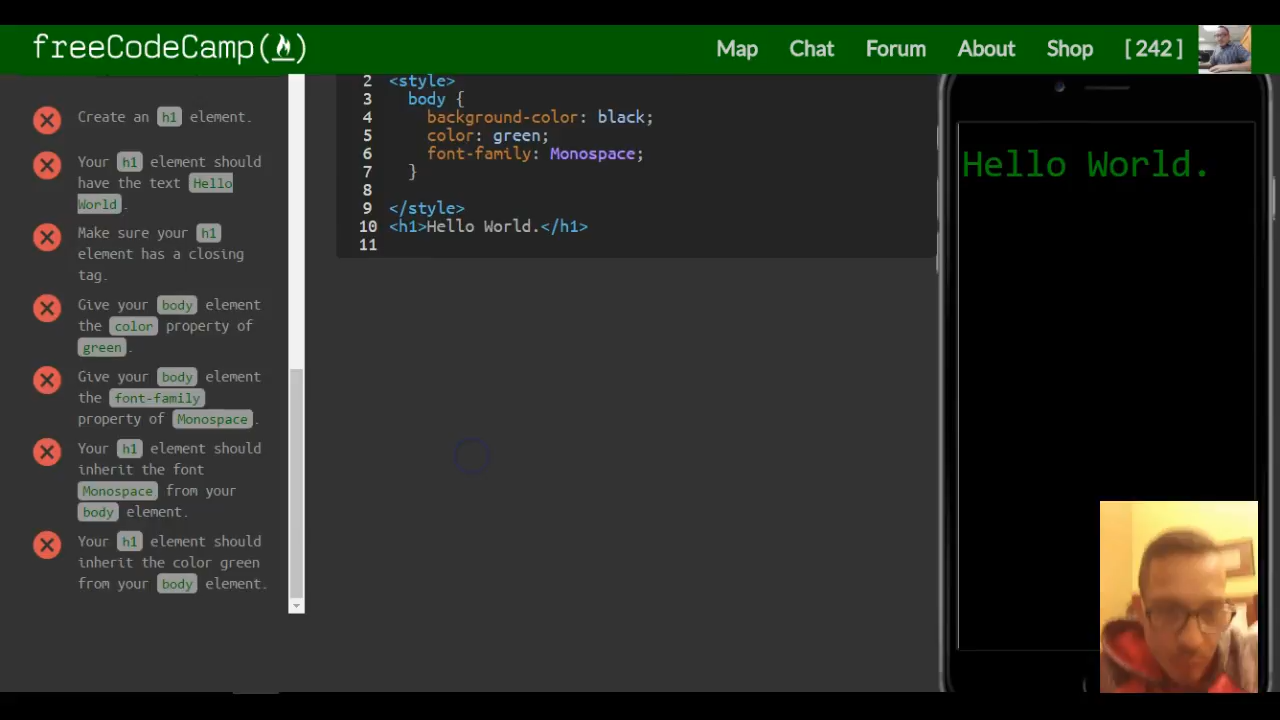 freeCodeCamp
Map Chat Forum About Shop [ 242 ]
Create an h1 element.
Your h1 element should
have the text Hello
World .
Make sure your h1
element has a closing
tag.
Give your body element
the color property of
green .
Give your body element
the font-family
property of Monospace .
Your h1 element should
inherit the font
Monospace from your
body element.
Your h1 element should
inherit the color green
from your body element.
2 <style>
3 body {
4 background-color: black;
5 color: green;
6 font-family: Monospace;
7 }
8
9 </style>
10 <h1>Hello World.</h1>
11
Hello World.